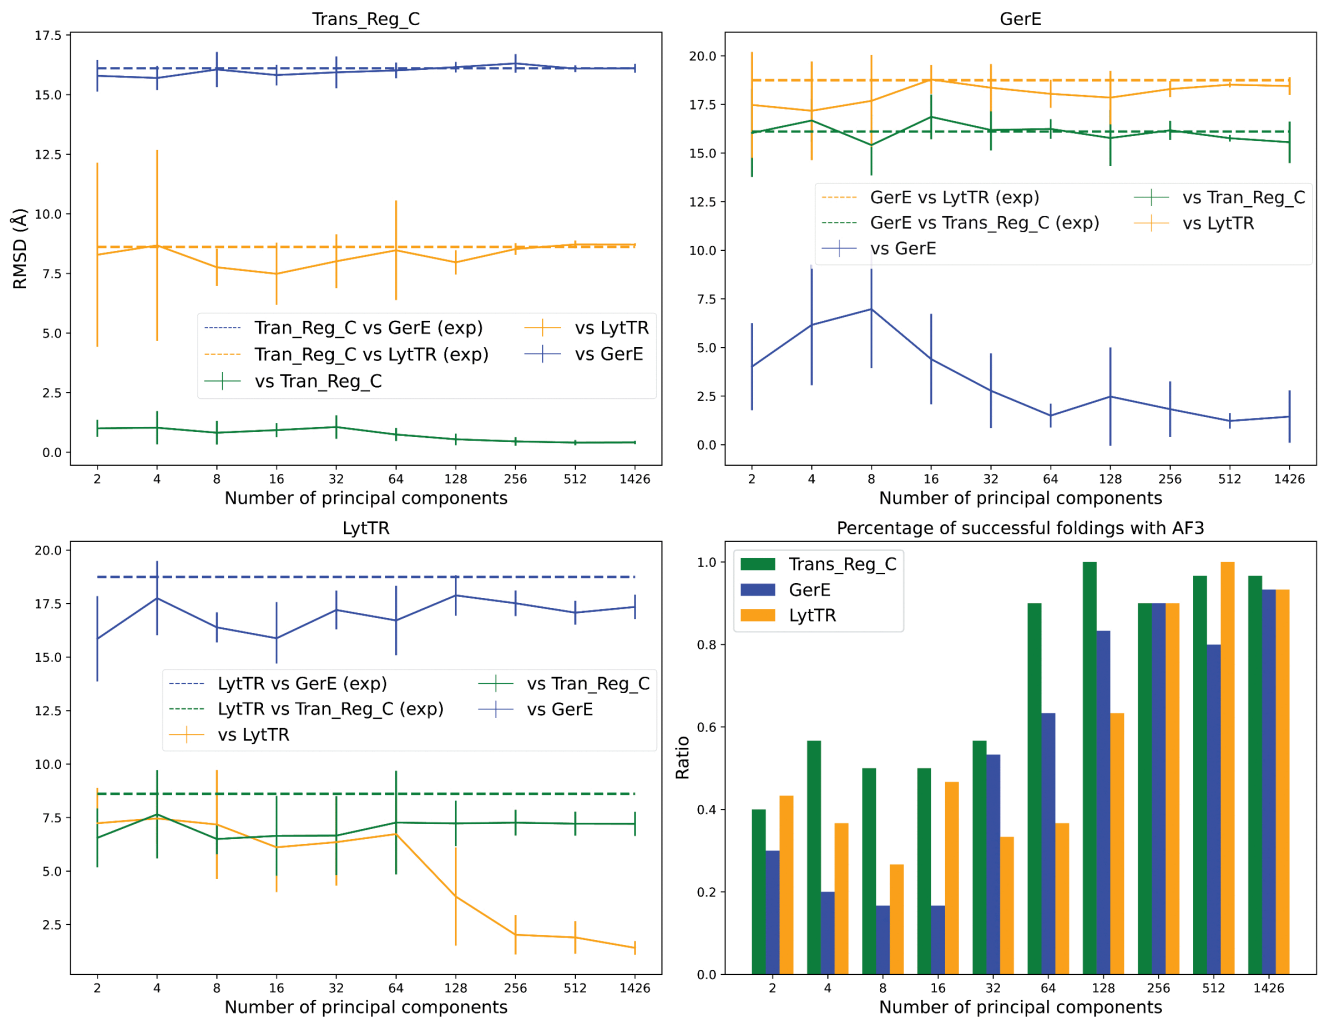 Trans_Reg_C
17.5
15.0
12.5
10.0
7.5
5.0
2.5
0.0
RMSD (Å)
Tran_Reg_C vs GerE (exp)
Tran_Reg_C vs LytTR (exp)
vs Tran_Reg_C
vs LytTR
vs GerE
2 4 8 16 32 64 128 256 512 1426
Number of principal components
GerE
20.0
17.5
15.0
12.5
10.0
7.5
5.0
2.5
0.0
GerE vs LytTR (exp)
GerE vs Trans_Reg_C (exp)
vs GerE
vs Tran_Reg_C
vs LytTR
2 4 8 16 32 64 128 256 512 1426
Number of principal components
LytTR
20.0
17.5
15.0
12.5
10.0
7.5
5.0
2.5
LytTR vs GerE (exp)
LytTR vs Tran_Reg_C (exp)
vs LytTR
vs Tran_Reg_C
vs GerE
2 4 8 16 32 64 128 256 512 1426
Number of principal components
Percentage of successful foldings with AF3
1.0
0.8
0.6
0.4
0.2
0.0
Ratio
Trans_Reg_C
GerE
LytTR
2 4 8 16 32 64 128 256 512 1426
Number of principal components